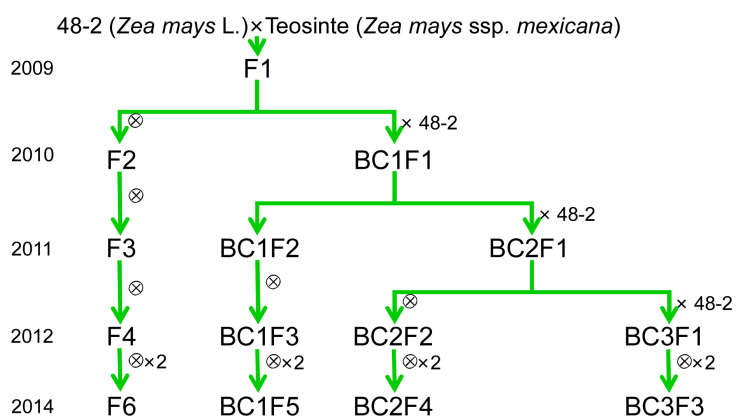 48-2 (Zea mays L.)×Teosinte (Zea mays ssp. mexicana)
2009 F1
⊗ × 48-2
2010 F2 BC1F1
⊗ × 48-2
2011 F3 BC1F2 BC2F1
⊗ ⊗ ⊗ × 48-2
2012 F4 BC1F3 BC2F2 BC3F1
⊗×2 ⊗×2 ⊗×2 ⊗×2
2014 F6 BC1F5 BC2F4 BC3F3